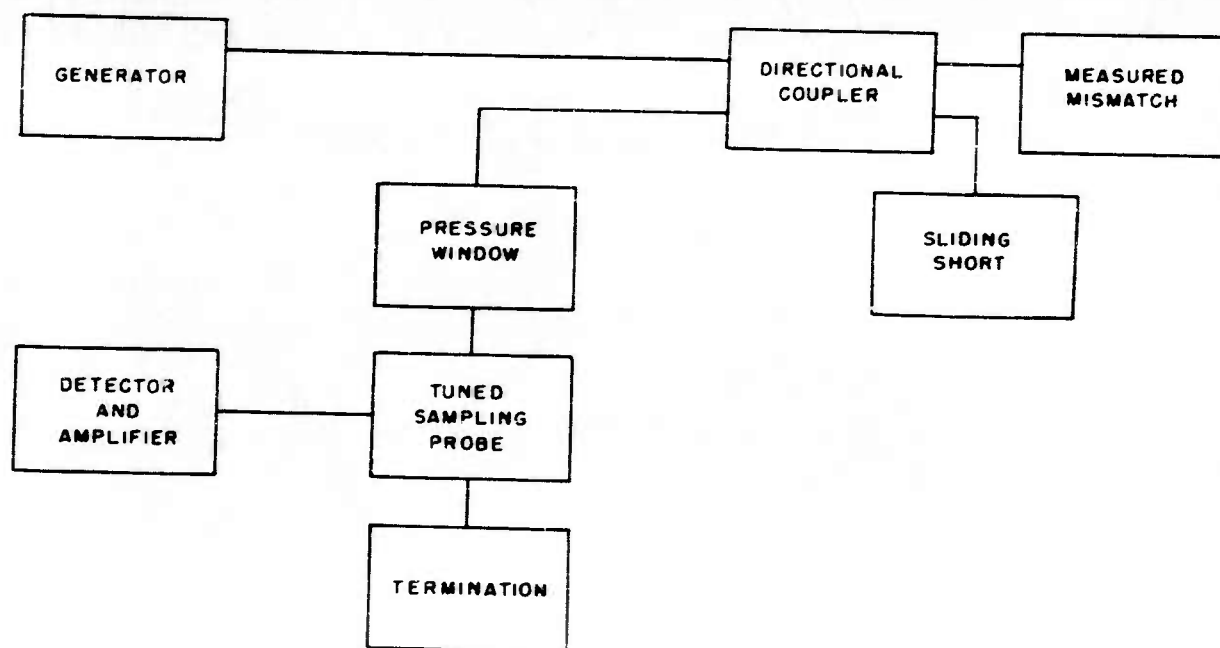 GENERATOR
DIRECTIONAL
COUPLER
MEASURED
MISMATCH
PRESSURE
WINDOW
SLIDING
SHORT
DETECTOR
AND
AMPLIFIER
TUNED
SAMPLING
PROBE
TERMINATION